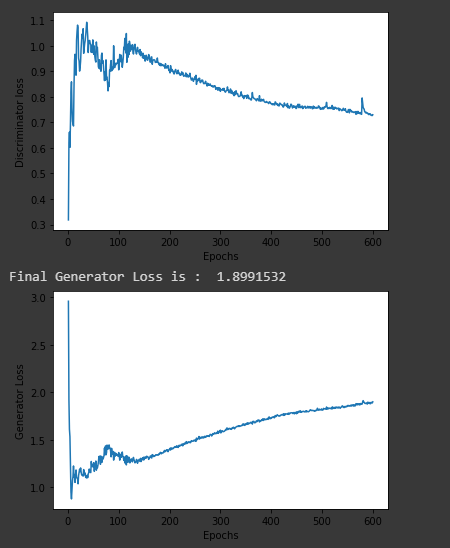 1.1
1.0
0.9
0.8
0.7
0.6
0.5
0.4
0.3
Discriminator loss
0 100 200 300 400 500 600
Epochs
Final Generator Loss is :  1.8991532
3.0
2.5
2.0
1.5
1.0
Generator Loss
0 100 200 300 400 500 600
Epochs